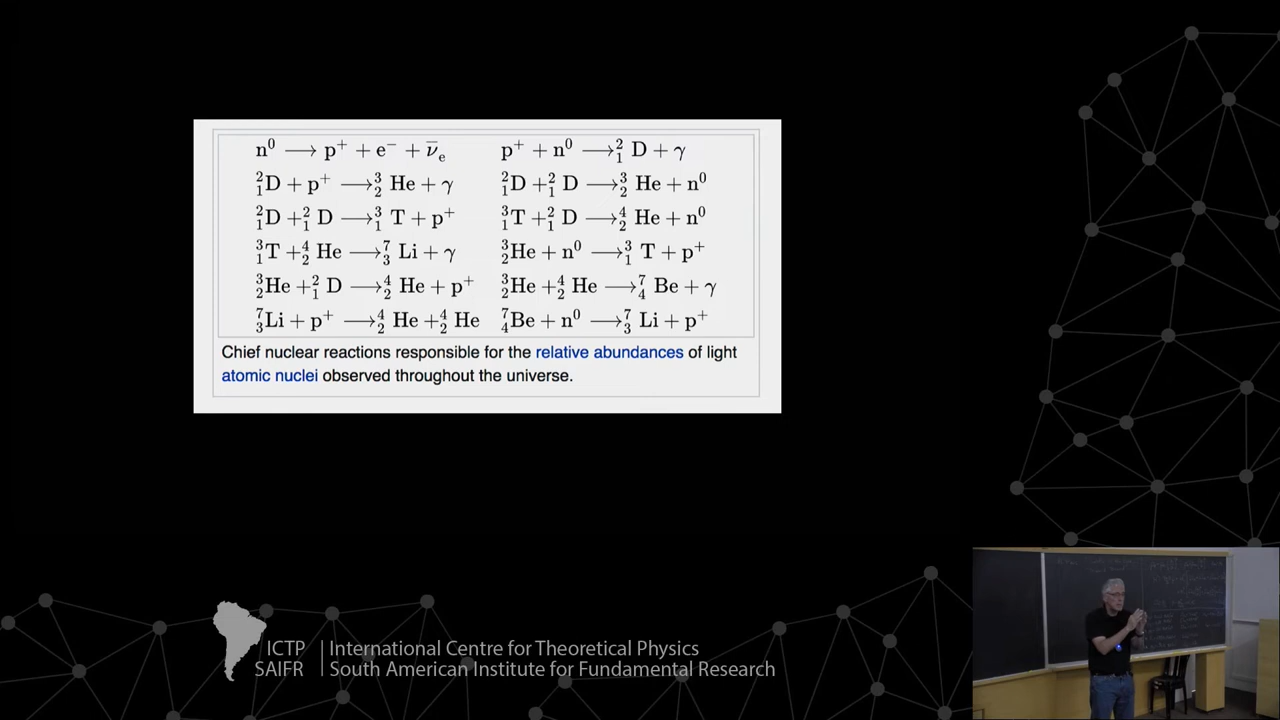 n⁰ ⟶ p⁺ + e⁻ + ν̅ₑ    p⁺ + n⁰ ⟶ ²₁D + γ
²₁D + p⁺ ⟶ ³₂He + γ    ²₁D + ²₁D ⟶ ³₂He + n⁰
²₁D + ²₁D ⟶ ³₁T + p⁺    ³₁T + ²₁D ⟶ ⁴₂He + n⁰
³₁T + ⁴₂He ⟶ ⁷₃Li + γ    ³₂He + n⁰ ⟶ ³₁T + p⁺
³₂He + ²₁D ⟶ ⁴₂He + p⁺    ³₂He + ⁴₂He ⟶ ⁷₄Be + γ
⁷₃Li + p⁺ ⟶ ⁴₂He + ⁴₂He    ⁷₄Be + n⁰ ⟶ ⁷₃Li + p⁺
Chief nuclear reactions responsible for the relative abundances of light
atomic nuclei observed throughout the universe.
ICTP | International Centre for Theoretical Physics
SAIFR | South American Institute for Fundamental Research